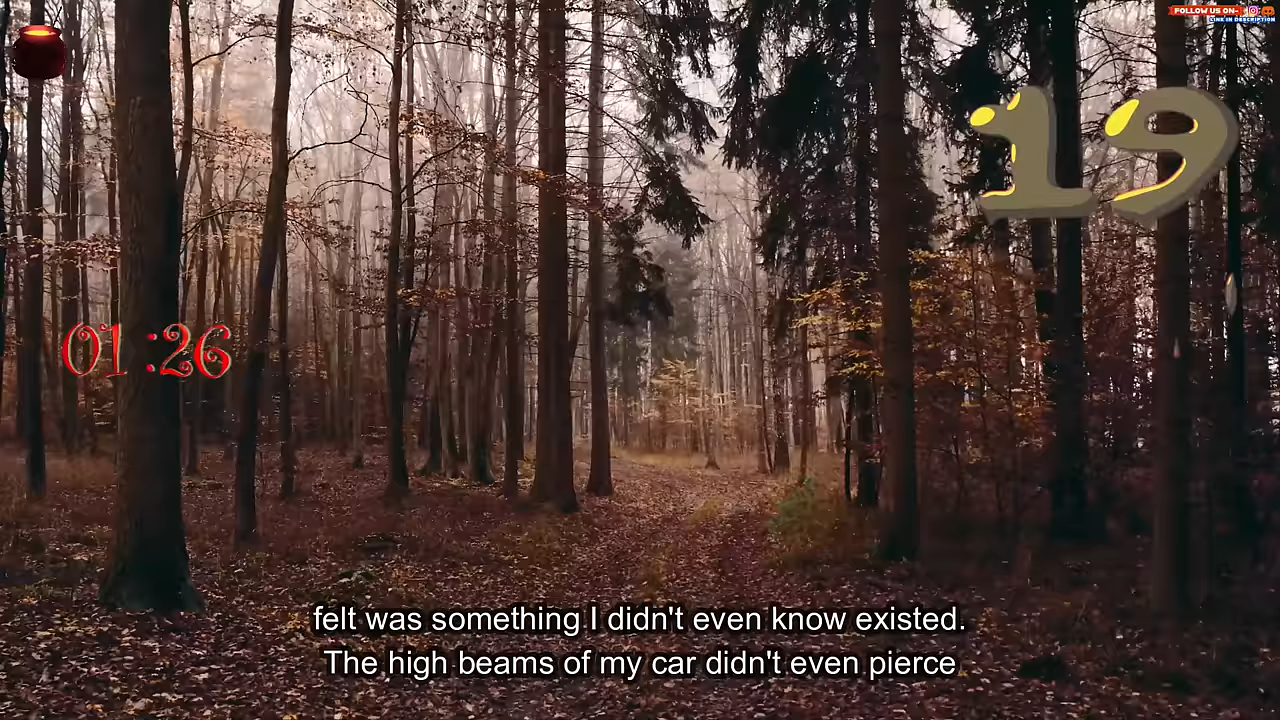 FOLLOW US ON-
LINK IN DESCRIPTION
19
01:26
felt was something I didn't even know existed.
The high beams of my car didn't even pierce